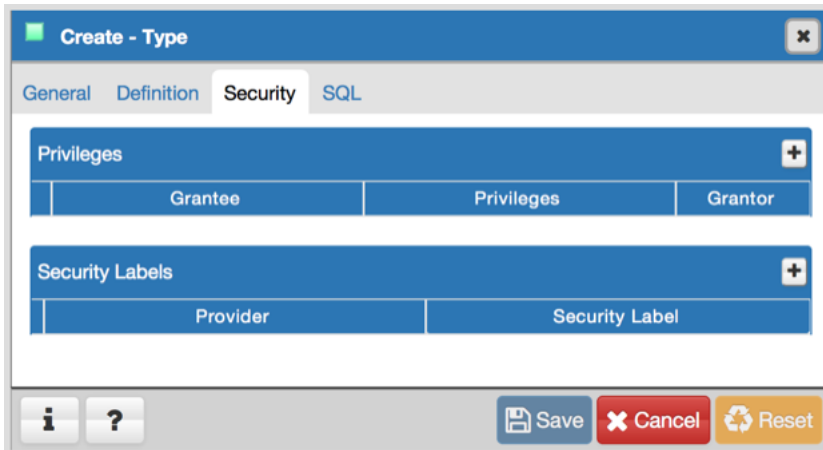 Create - Type
General Definition Security SQL
Privileges
Grantee Privileges Grantor
Security Labels
Provider Security Label
i ? Save Cancel Reset